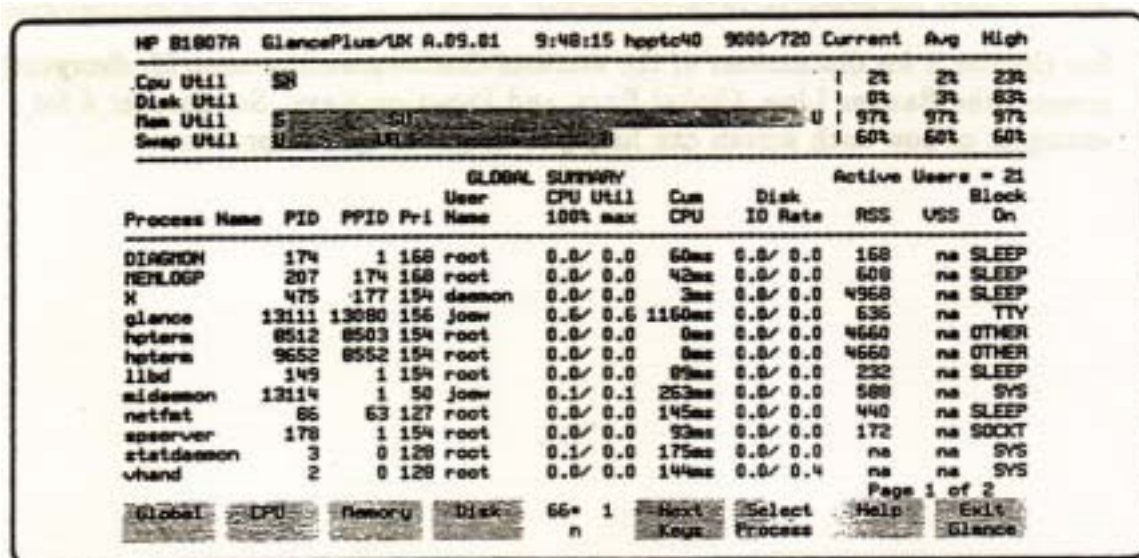 HP B1807A GlancePlus/UX A.09.01 9:48:15 hpptc40 9000/720 Current Avg High
Cpu Util | 2% 2% 23%
Disk Util | 0% 3% 63%
Mem Util S SU U | 97% 97% 97%
Swap Util U UR R | 60% 60% 60%
GLOBAL SUMMARY Active Users = 21
User CPU Util Cum Disk Block
Process Name PID PPID Pri Name 100% max CPU IO Rate RSS VSS On
DIAGMON 174 1 168 root 0.0/ 0.0 60ms 0.0/ 0.0 168 na SLEEP
MEMLOGP 207 174 168 root 0.0/ 0.0 42ms 0.0/ 0.0 608 na SLEEP
X 475 177 154 daemon 0.0/ 0.0 3ms 0.0/ 0.0 4968 na SLEEP
glance 13111 13080 156 joew 0.6/ 0.6 1160ms 0.0/ 0.0 636 na TTY
hpterm 8512 8503 154 root 0.0/ 0.0 0ms 0.0/ 0.0 4660 na OTHER
hpterm 9652 8552 154 root 0.0/ 0.0 0ms 0.0/ 0.0 4660 na OTHER
llbd 149 1 154 root 0.0/ 0.0 89ms 0.0/ 0.0 232 na SLEEP
midaemon 13114 1 50 joew 0.1/ 0.1 263ms 0.0/ 0.0 588 na SYS
netfmt 86 63 127 root 0.0/ 0.0 145ms 0.0/ 0.0 440 na SLEEP
spserver 178 1 154 root 0.0/ 0.0 93ms 0.0/ 0.0 172 na SOCKT
statdaemon 3 0 128 root 0.1/ 0.0 175ms 0.0/ 0.0 na na SYS
vhand 2 0 128 root 0.0/ 0.0 144ms 0.0/ 0.4 na na SYS
Page 1 of 2
Global CPU Memory Disk 66* 1 Next Select Help Exit
n Keys Process Glance